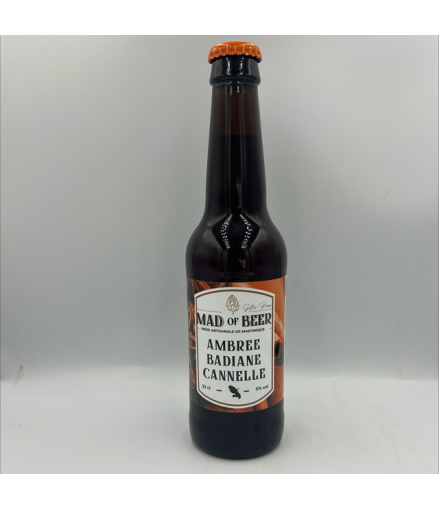 MAD OF BEER
BIÈRE ARTISANALE DE MARTINIQUE
AMBREE
BADIANE
CANNELLE
33 cl
5% vol